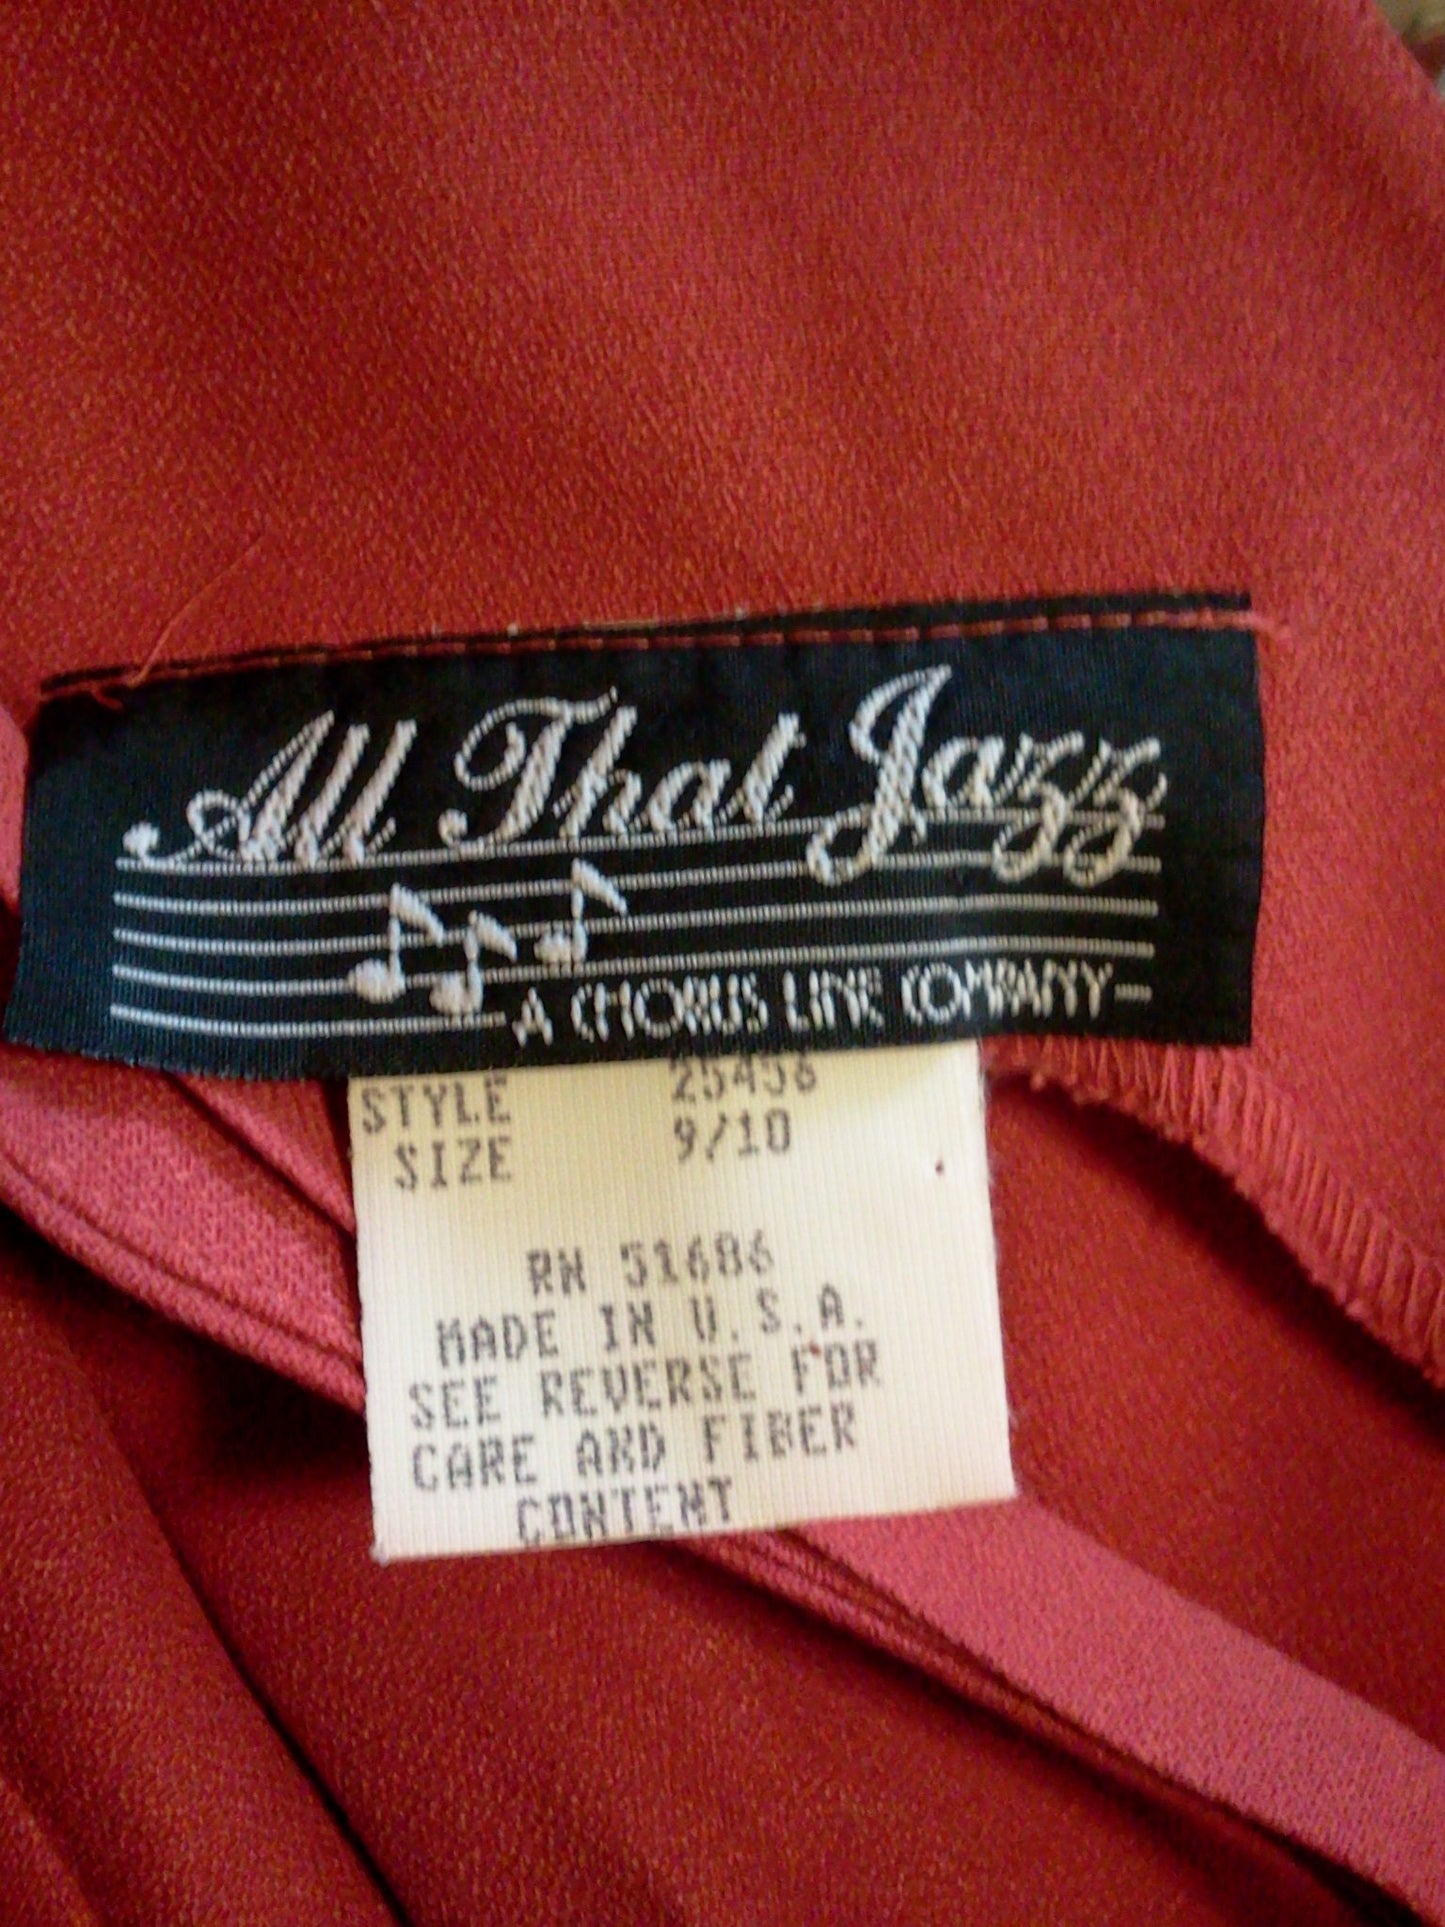 All That Jazz
A CHORUS LINE COMPANY
STYLE 25456
SIZE 9/10
RN 51686
MADE IN U.S.A.
SEE REVERSE FOR
CARE AND FIBER
CONTENT